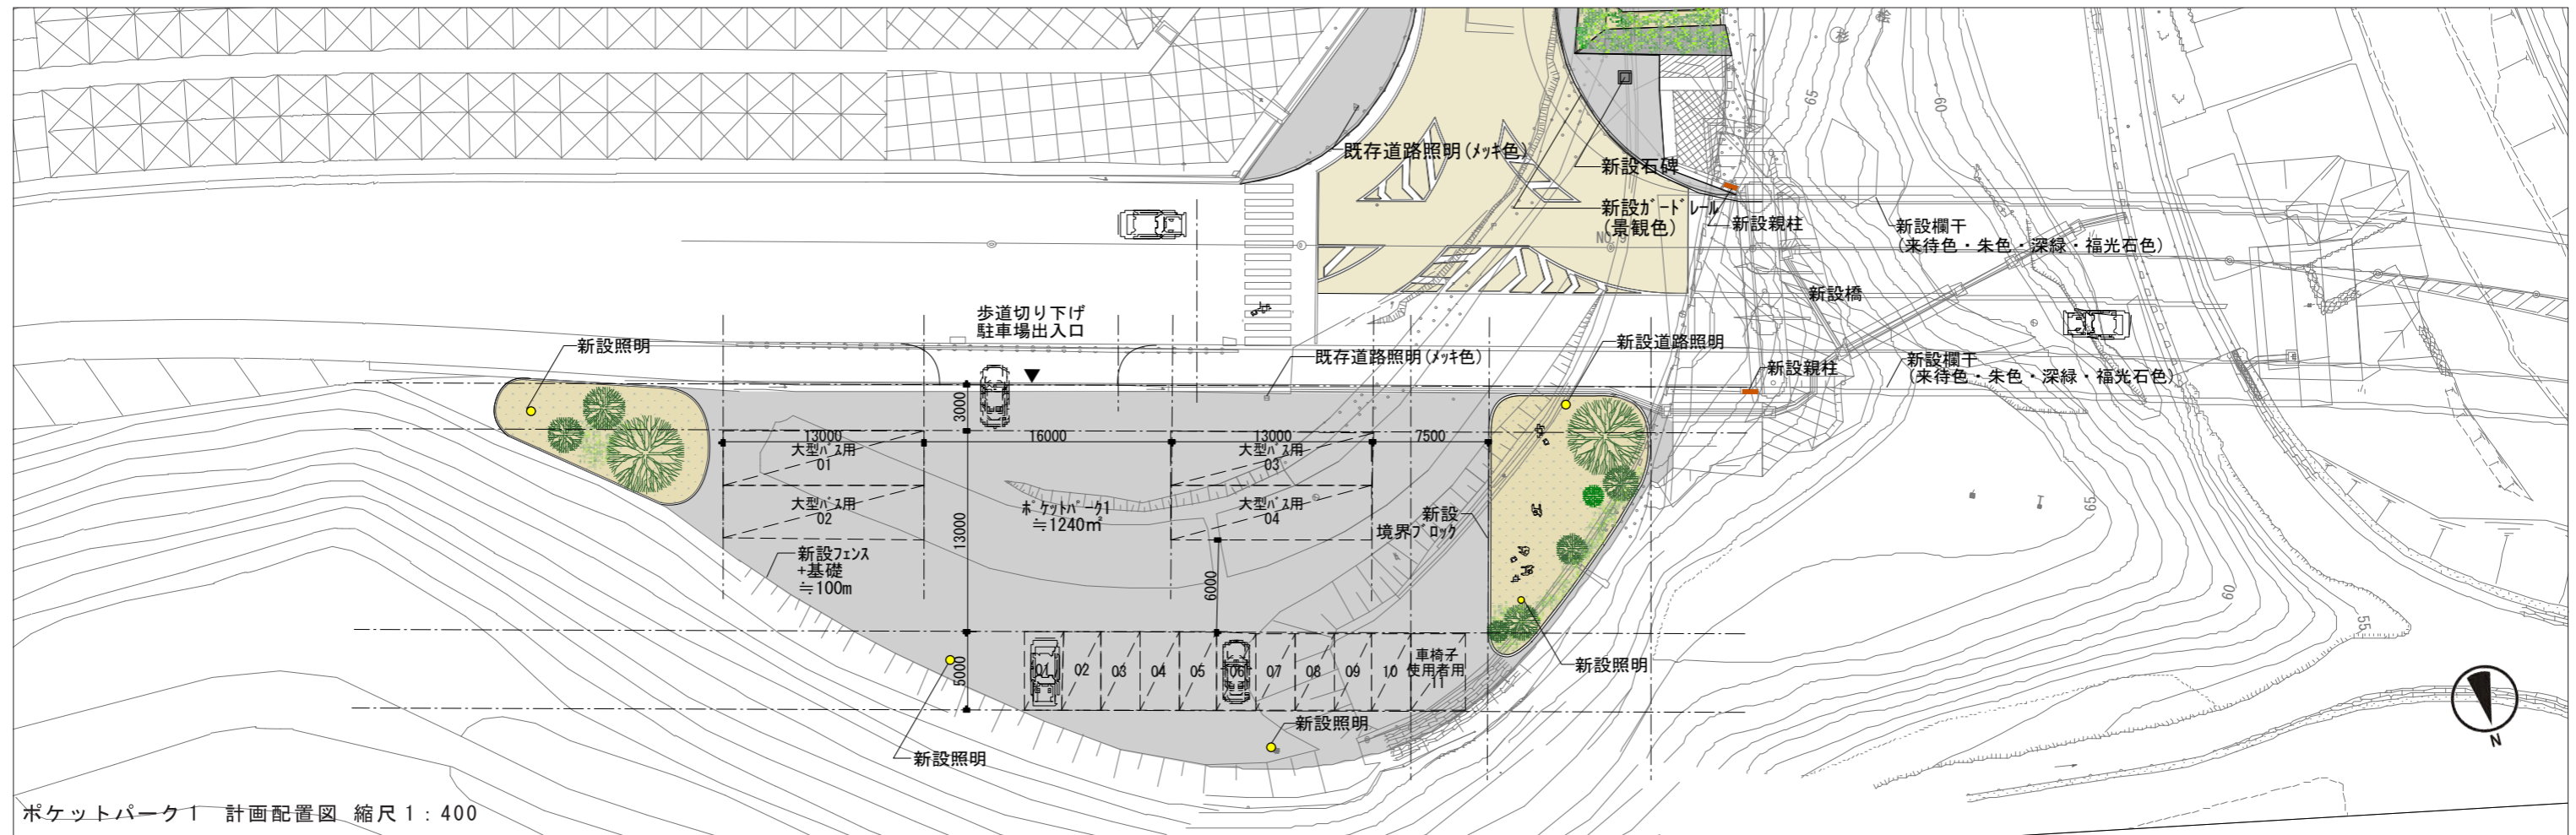 65
60
既存道路照明(メッキ色)
新設石碑
新設ガードレール
(景観色)
新設親柱
新設欄干
(来待色・朱色・深緑・福光石色)
新設橋
歩道切り下げ
駐車場出入口
新設照明
既存道路照明(メッキ色)
新設道路照明
新設親柱
新設欄干
(来待色・朱色・深緑・福光石色)
3000
13000
16000
13000
7500
大型バス用
01
大型バス用
03
大型バス用
02
大型バス用
04
ポケットパーク1
≒1240㎡
新設
境界ブロック
13000
新設フェンス
+基礎
≒100m
6000
65
60
55
5000
01
02
03
04
05
06
07
08
09
10
車椅子
使用者用
11
新設照明
新設照明
新設照明
N
ポケットパーク1 計画配置図 縮尺1:400